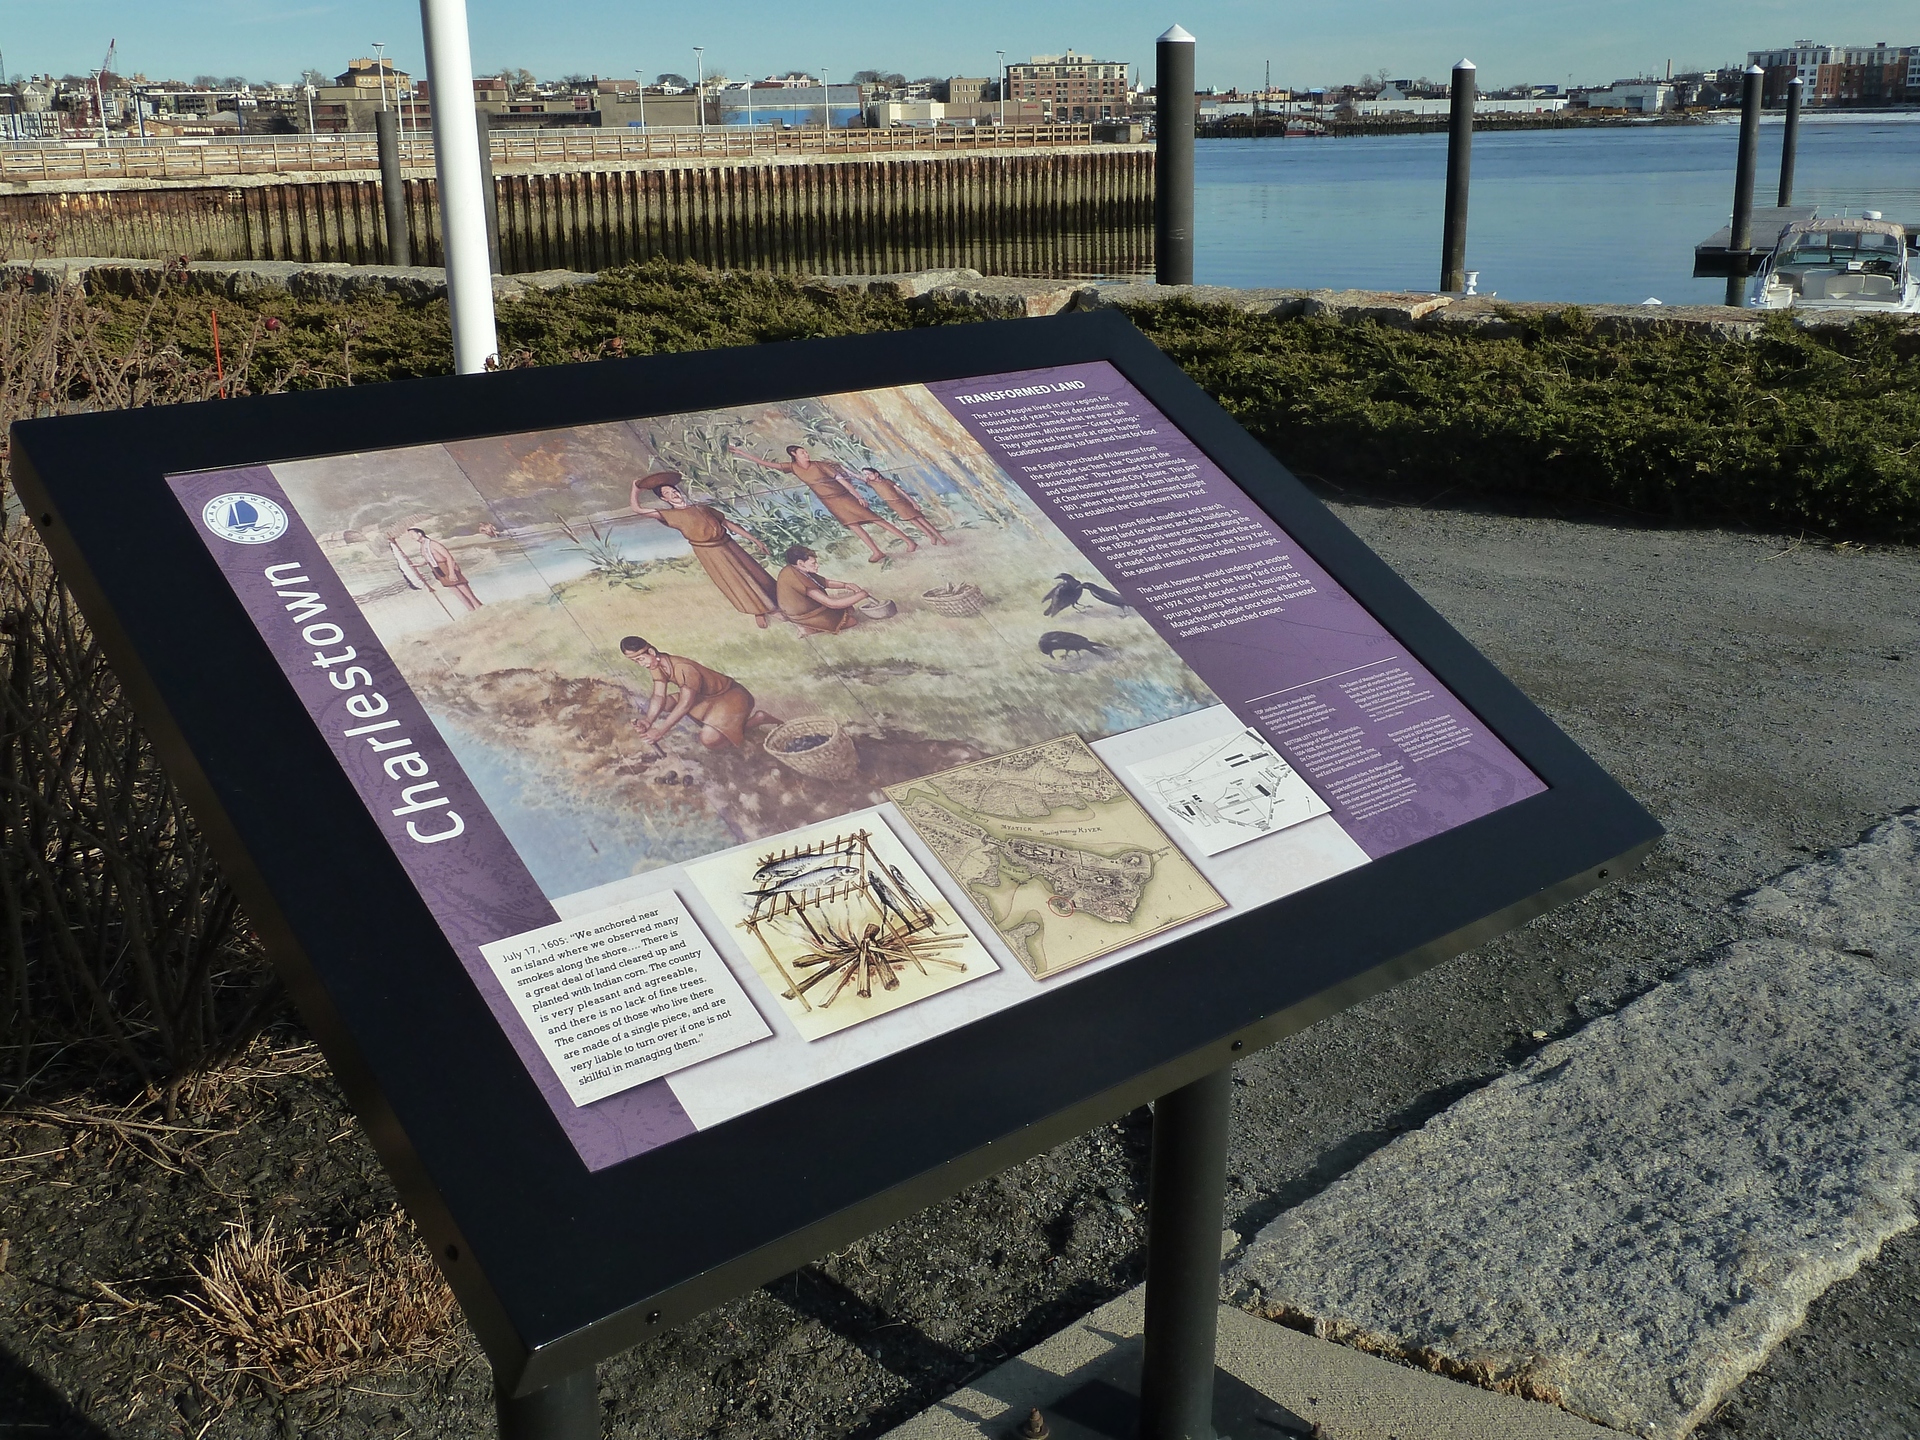 HARBORWALK
BOSTON
Charlestown
TRANSFORMED LAND
The First People lived in this region for
thousands of years. Their descendants, the
Massachusett, named what we now call
Charlestown, Mishowum—"Great Springs."
They gathered here and at other harbor
locations seasonally, to farm and hunt for food.
The English purchased Mishowum from
the principle sachem, the "Queen of the
Massachusett." They renamed the peninsula
and built homes around City Square. This part
of Charlestown remained as farm land until
1801, when the federal government bought
it to establish the Charlestown Navy Yard.
The Navy soon filled mudflats and marsh,
making land for wharves and ship building. In
the 1830s, seawalls were constructed along the
outer edges of the mudflats. This marked the end
of made land in this section of the Navy Yard;
the seawall remains in place today, to your right.
The land, however, would undergo yet another
transformation after the Navy Yard closed
in 1974. In the decades since, housing has
sprung up along the waterfront, where the
Massachusett people once fished, harvested
shellfish, and launched canoes.
July 17, 1605: "We anchored near
an island where we observed many
smokes along the shore.... There is
a great deal of land cleared up and
planted with Indian corn. The country
is very pleasant and agreeable,
and there is no lack of fine trees.
The canoes of those who live there
are made of a single piece, and are
very liable to turn over if one is not
skillful in managing them."
MYSTICK RIVER
BOTTOM LEFT TO RIGHT